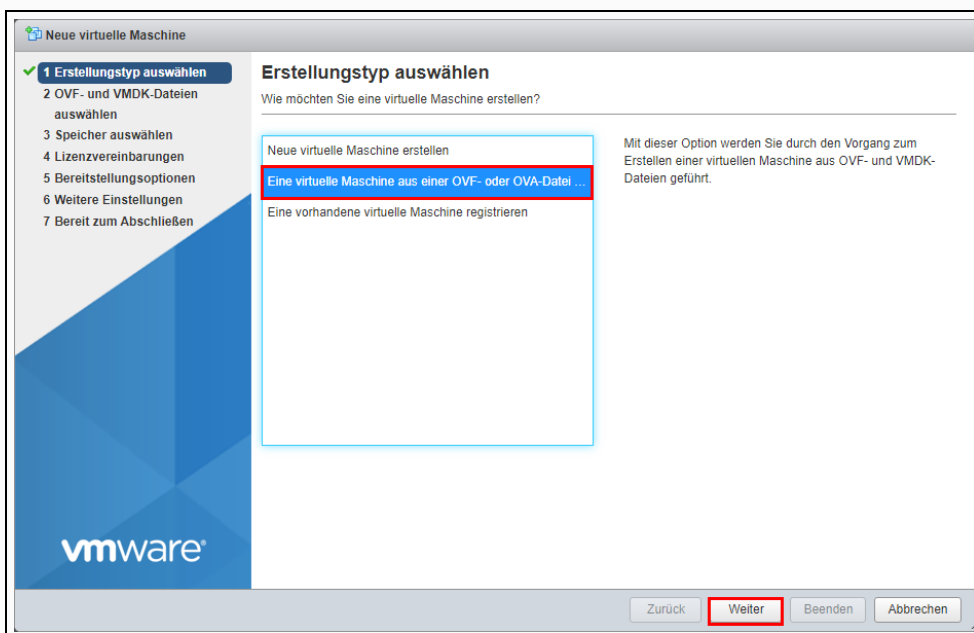 Neue virtuelle Maschine
1 Erstellungstyp auswählen
2 OVF- und VMDK-Dateien
auswählen
3 Speicher auswählen
4 Lizenzvereinbarungen
5 Bereitstellungsoptionen
6 Weitere Einstellungen
7 Bereit zum Abschließen
Erstellungstyp auswählen
Wie möchten Sie eine virtuelle Maschine erstellen?
Neue virtuelle Maschine erstellen
Eine virtuelle Maschine aus einer OVF- oder OVA-Datei ...
Eine vorhandene virtuelle Maschine registrieren
Mit dieser Option werden Sie durch den Vorgang zum
Erstellen einer virtuellen Maschine aus OVF- und VMDK-
Dateien geführt.
vmware®
Zurück Weiter Beenden Abbrechen